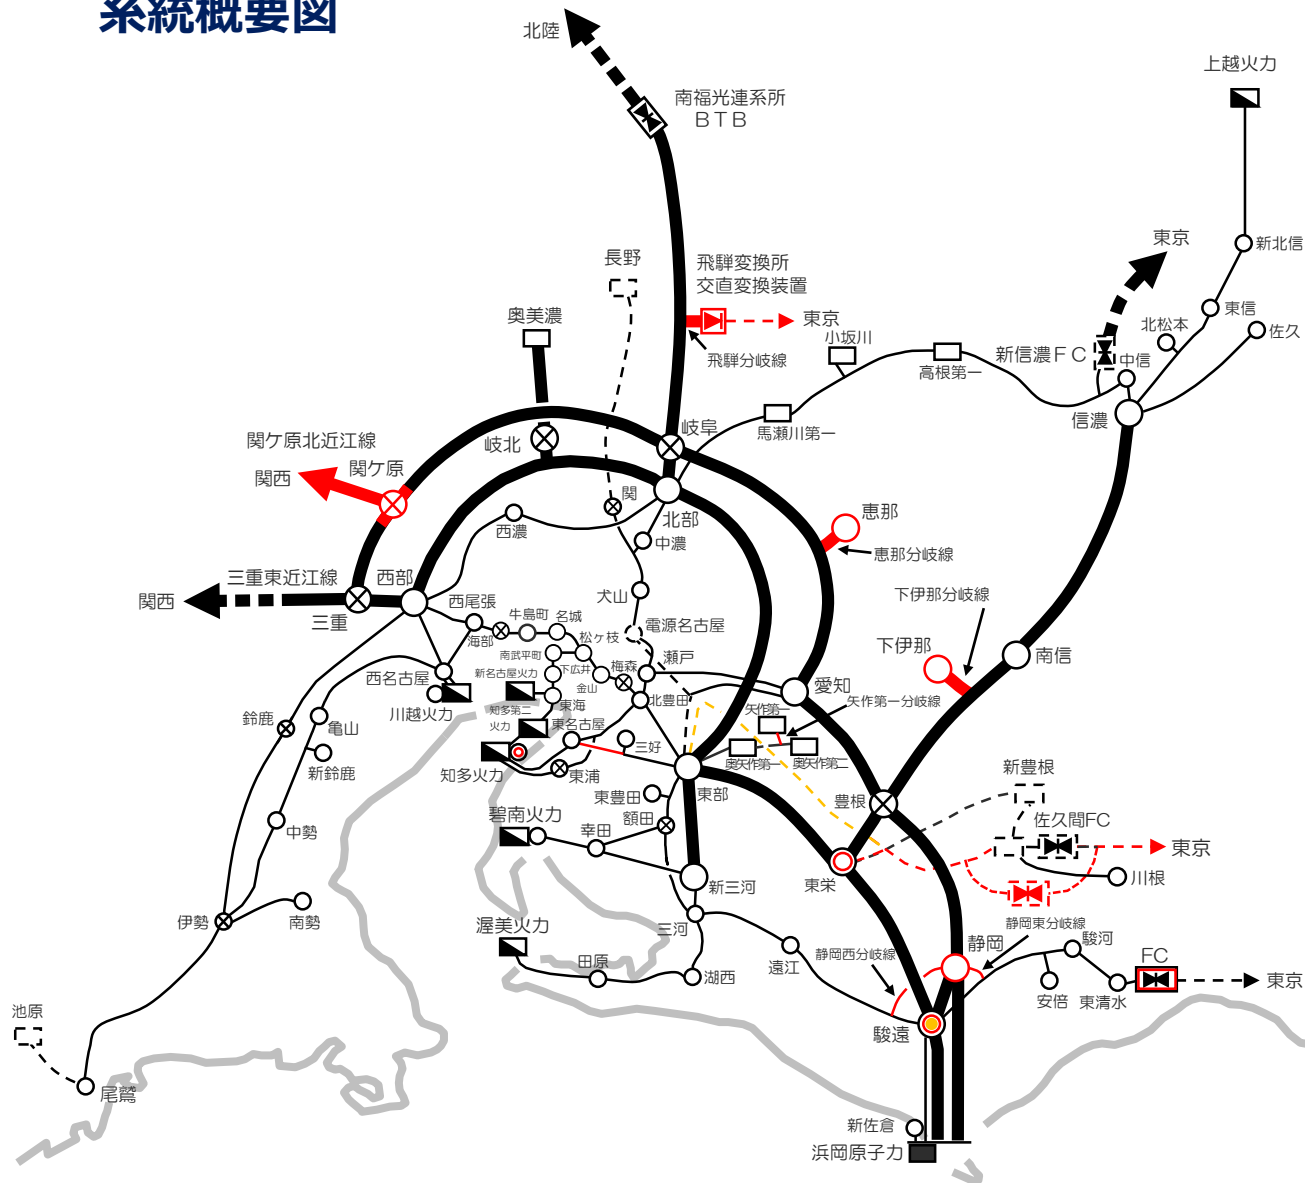 系統概要図
北陸
上越火力
南福光連系所
ＢＴＢ
東京
新北信
長野
飛騨変換所
交直変換装置
奥美濃
東京
東信
小坂川
北松本
佐久
飛騨分岐線
新信濃ＦＣ
中信
高根第一
信濃
岐阜
馬瀬川第一
関ケ原北近江線
岐北
関西
関ケ原
関
北部
恵那
西濃
中濃
恵那分岐線
三重東近江線
西部
関西
犬山
下伊那分岐線
三重
西尾張
牛島町
名城
電源名古屋
海部
松ヶ枝
下伊那
南信
南武平町
瀬戸
新名古屋火力
下広井
梅森
西名古屋
金山
愛知
川越火力
知多第二
火力
東海
北豊田
矢作第一
矢作第一分岐線
鈴鹿
亀山
東名古屋
三好
奥矢作第一
奥矢作第二
新鈴鹿
知多火力
東浦
新豊根
東豊田
東部
豊根
碧南火力
額田
佐久間FC
中勢
幸田
東京
東栄
川根
新三河
伊勢
南勢
渥美火力
三河
静岡東分岐線
静岡
駿河
静岡西分岐線
FC
田原
湖西
遠江
安倍
東清水
東京
池原
駿遠
尾鷲
新佐倉
浜岡原子力